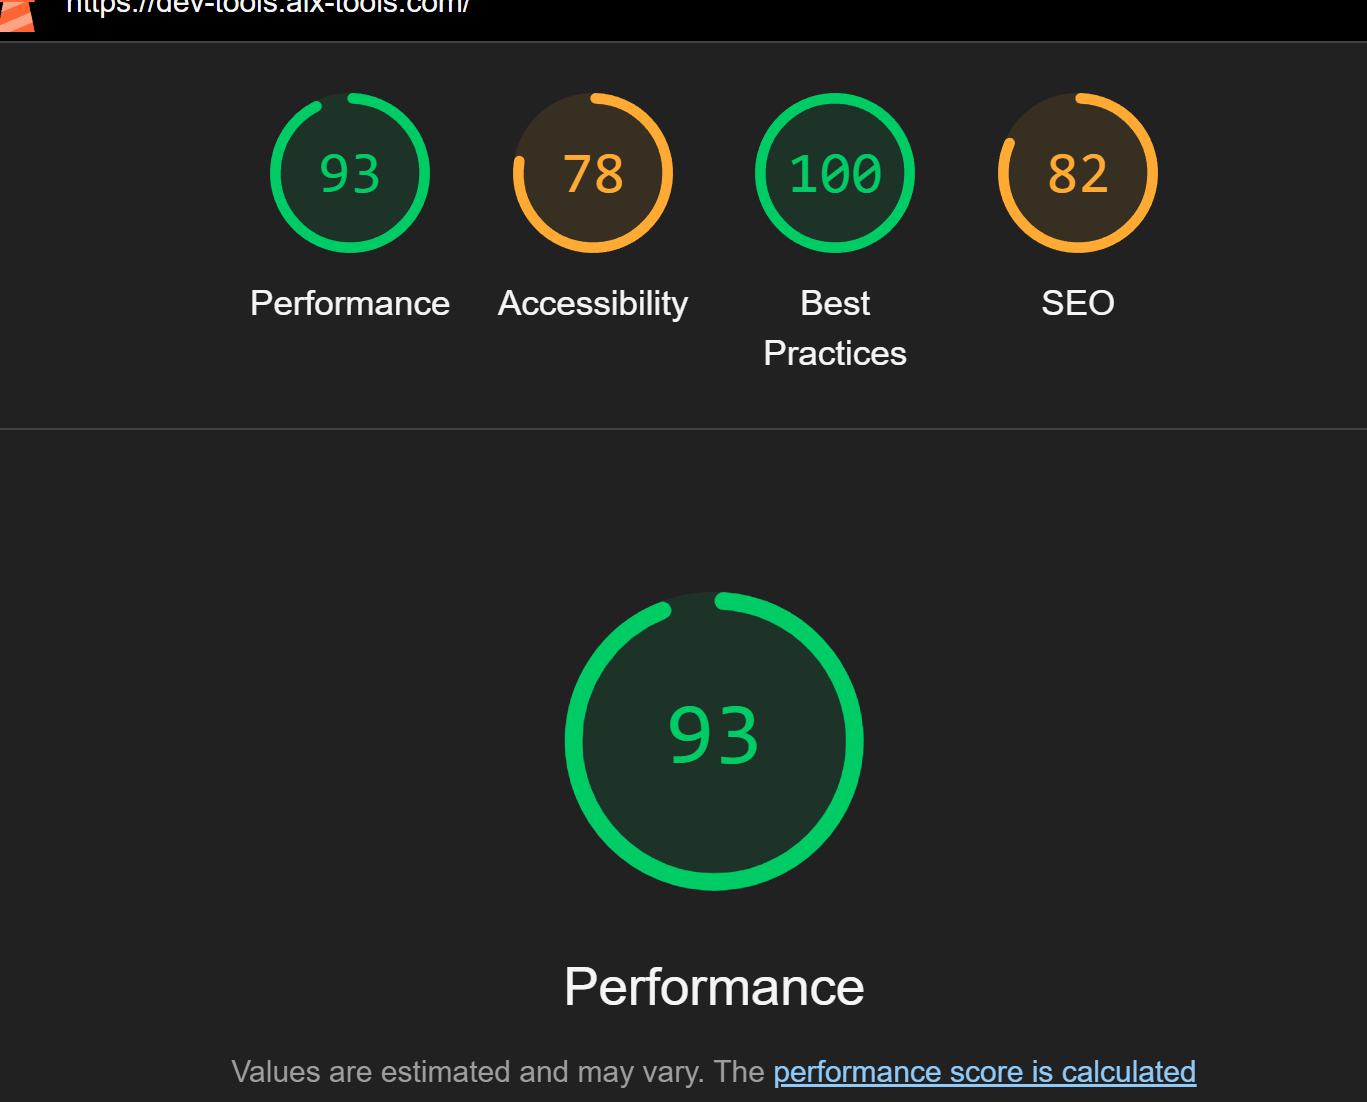 https://dev-tools.aix-tools.com/
93
78
100
82
Performance
Accessibility
Best
Practices
SEO
93
Performance
Values are estimated and may vary. The performance score is calculated